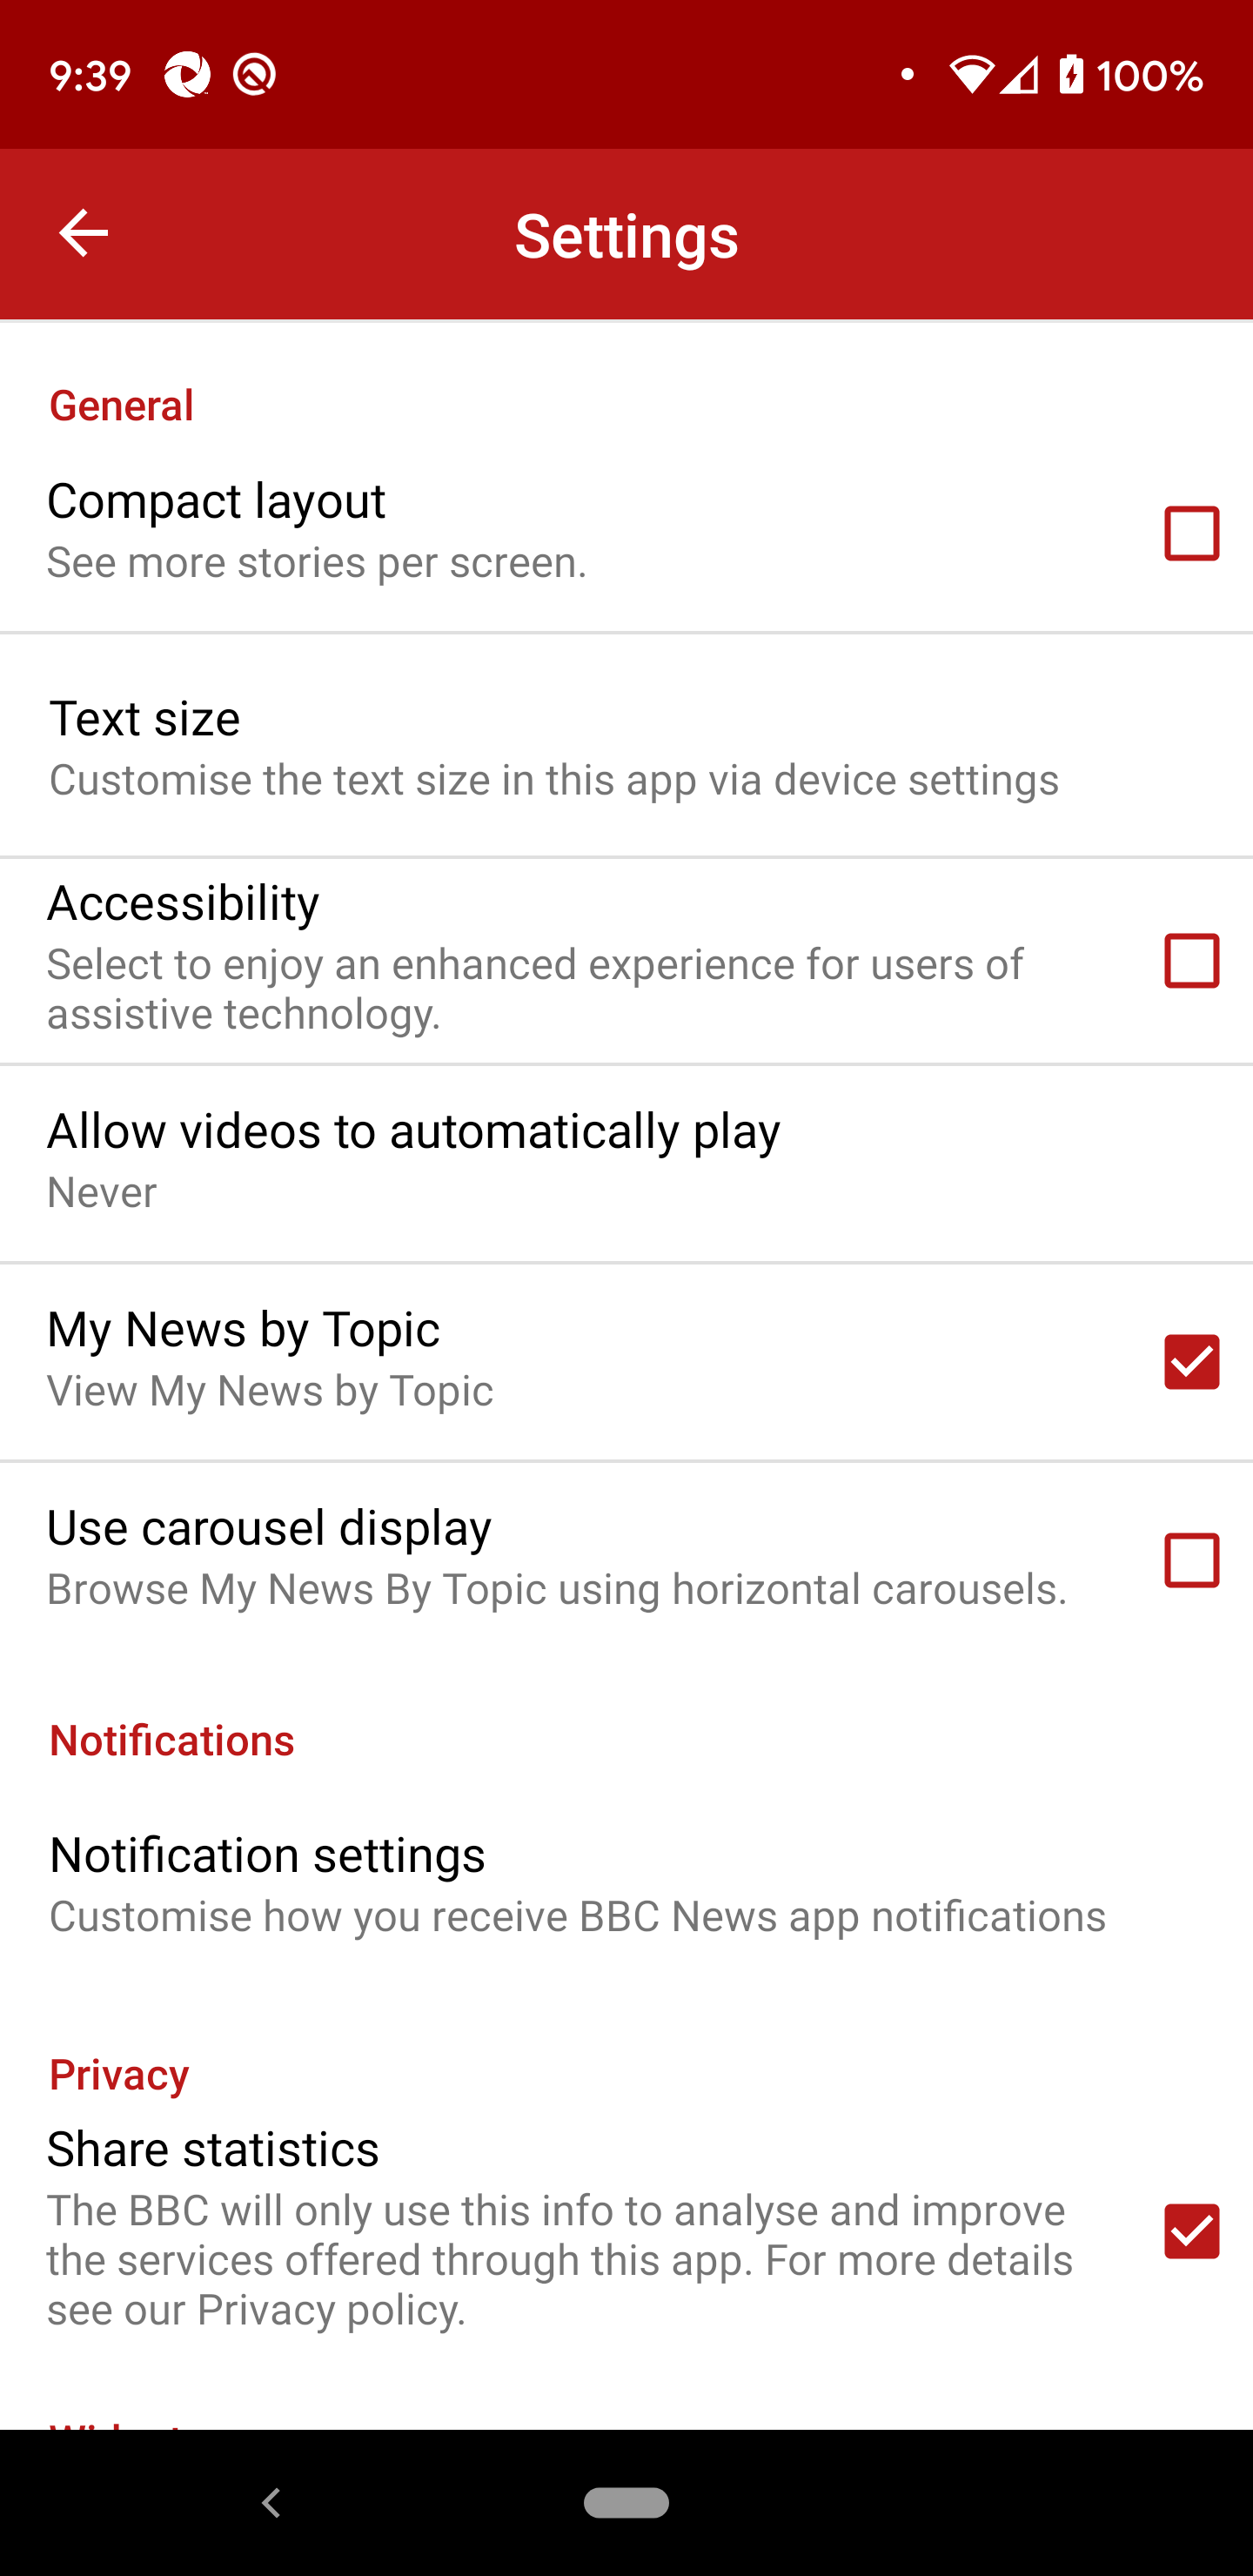 9:39
100%
Settings
General
Compact layout
See more stories per screen.
Text size
Customise the text size in this app via device settings
Accessibility
Select to enjoy an enhanced experience for users of
assistive technology.
Allow videos to automatically play
Never
My News by Topic
View My News by Topic
Use carousel display
Browse My News By Topic using horizontal carousels.
Notifications
Notification settings
Customise how you receive BBC News app notifications
Privacy
Share statistics
The BBC will only use this info to analyse and improve
the services offered through this app. For more details
see our Privacy policy.